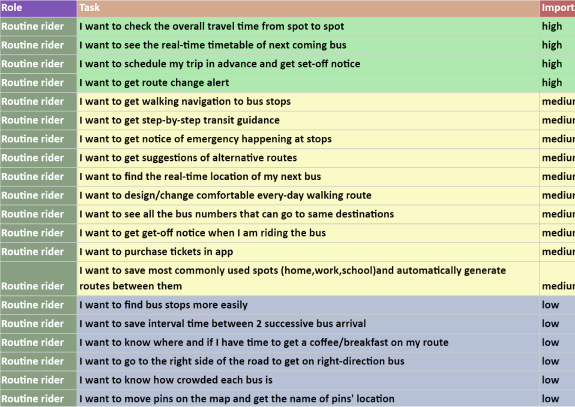 Role Task Import
Routine rider I want to check the overall travel time from spot to spot high
Routine rider I want to see the real-time timetable of next coming bus high
Routine rider I want to schedule my trip in advance and get set-off notice high
Routine rider I want to get route change alert high
Routine rider I want to get walking navigation to bus stops mediur
Routine rider I want to get step-by-step transit guidance mediur
Routine rider I want to get notice of emergency happening at stops mediur
Routine rider I want to get suggestions of alternative routes mediur
Routine rider I want to find the real-time location of my next bus mediur
Routine rider I want to design/change comfortable every-day walking route mediur
Routine rider I want to see all the bus numbers that can go to same destinations mediur
Routine rider I want to get get-off notice when I am riding the bus mediur
Routine rider I want to purchase tickets in app mediur
I want to save most commonly used spots (home,work,school)and automatically generate
Routine rider routes between them mediur
Routine rider I want to find bus stops more easily low
Routine rider I want to save interval time between 2 successive bus arrival low
Routine rider I want to know where and if I have time to get a coffee/breakfast on my route low
Routine rider I want to go to the right side of the road to get on right-direction bus low
Routine rider I want to know how crowded each bus is low
Routine rider I want to move pins on the map and get the name of pins' location low